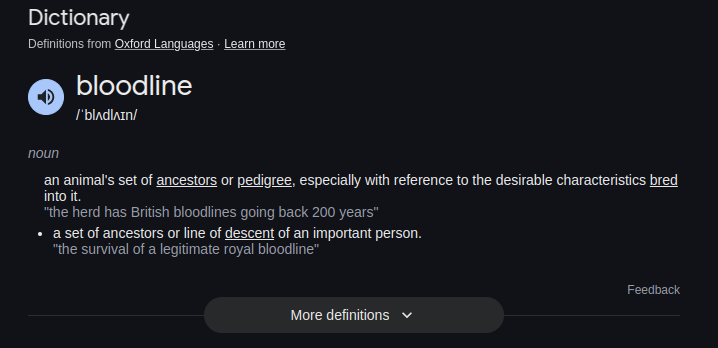 Dictionary
Definitions from Oxford Languages · Learn more
bloodline
/ˈblʌdlʌɪn/
noun
an animal's set of ancestors or pedigree, especially with reference to the desirable characteristics bred
into it.
"the herd has British bloodlines going back 200 years"
• a set of ancestors or line of descent of an important person.
"the survival of a legitimate royal bloodline"
Feedback
More definitions